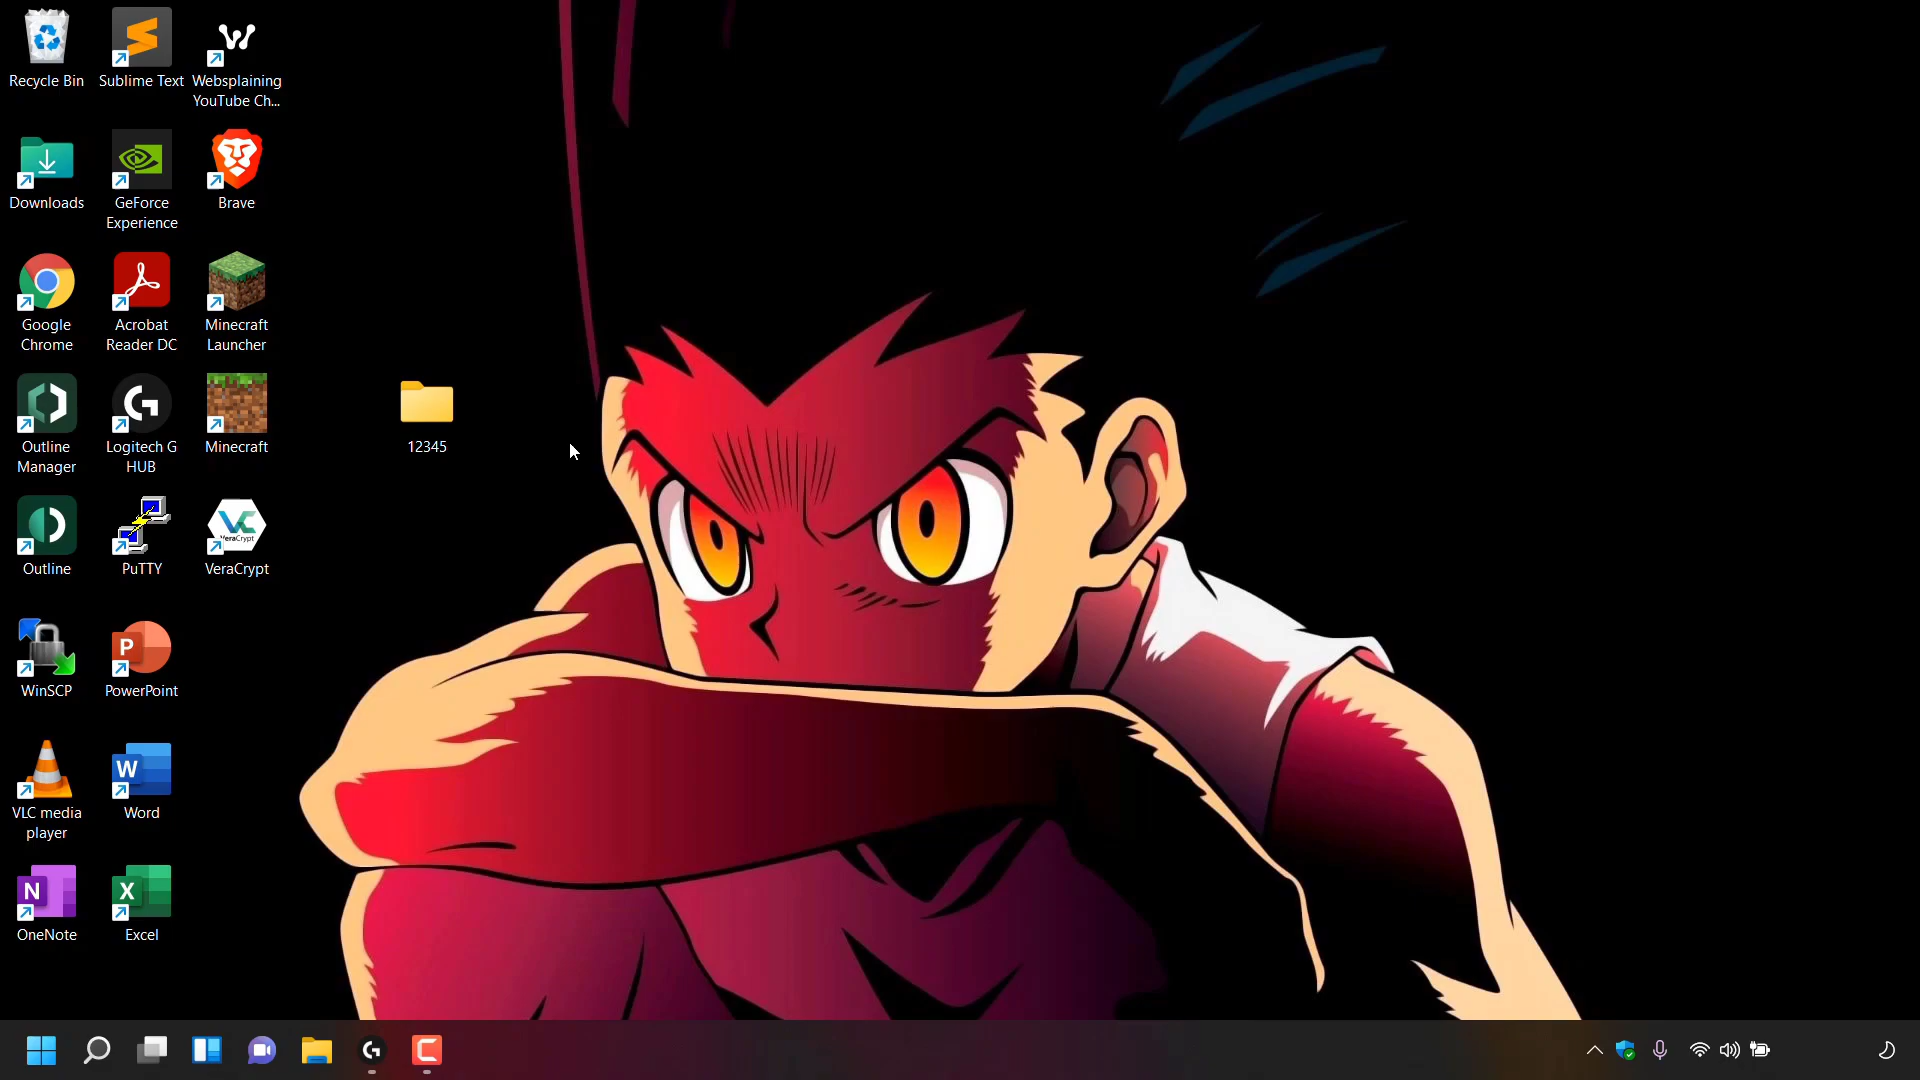 Recycle Bin
Sublime Text
Websplaining
YouTube Ch...
Downloads
GeForce
Experience
Brave
Google
Chrome
Acrobat
Reader DC
Minecraft
Launcher
Outline
Manager
Logitech G
HUB
Minecraft
12345
Outline
PuTTY
VeraCrypt
VeraCrypt
WinSCP
P
PowerPoint
VLC media
player
W
Word
N
OneNote
X
Excel